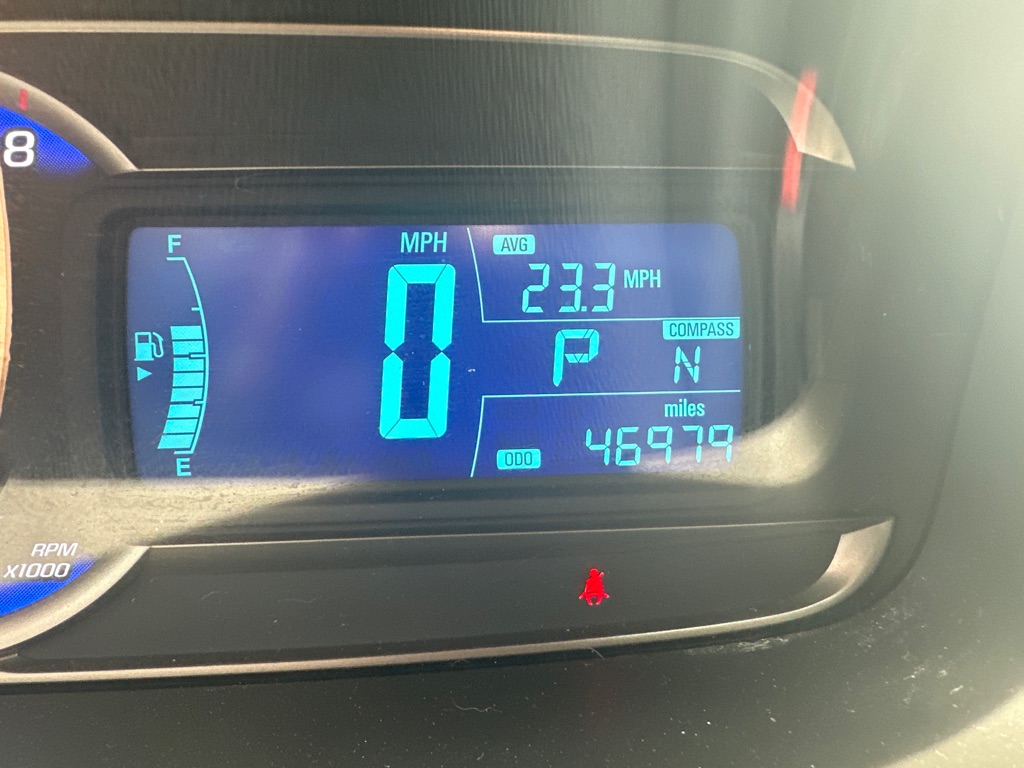 8
F
MPH
AVG
23.3 MPH
0
COMPASS
P N
miles
ODO 46979
E
RPM
X1000